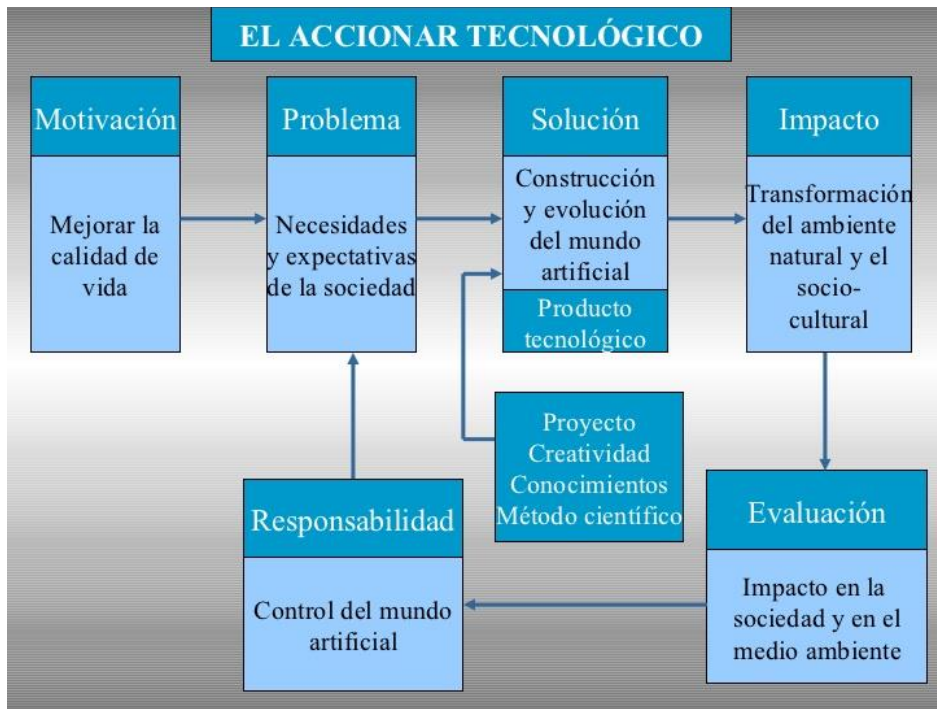 EL ACCIONAR TECNOLÓGICO
Motivación
Mejorar la
calidad de
vida
Problema
Necesidades
y expectativas
de la sociedad
Solución
Construcción
y evolución
del mundo
artificial
Producto
tecnológico
Impacto
Transformación
del ambiente
natural y el
socio-
cultural
Proyecto
Creatividad
Conocimientos
Método científico
Responsabilidad
Control del mundo
artificial
Evaluación
Impacto en la
sociedad y en el
medio ambiente